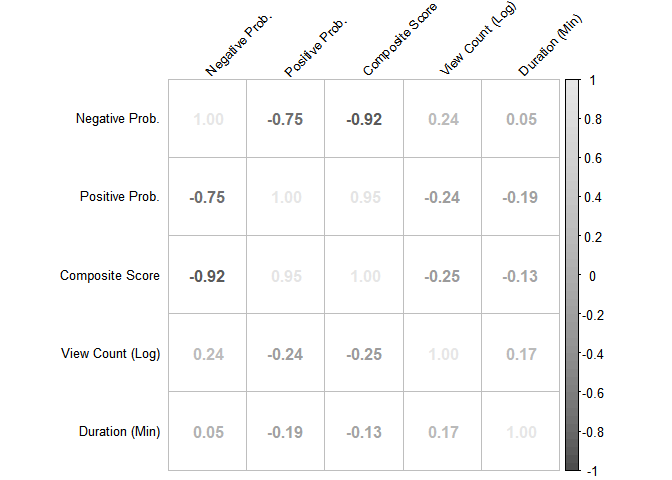 Negative Prob. Positive Prob. Composite Score View Count (Log) Duration (Min)
Negative Prob. 1.00 -0.75 -0.92 0.24 0.05
Positive Prob. -0.75 1.00 0.95 -0.24 -0.19
Composite Score -0.92 0.95 1.00 -0.25 -0.13
View Count (Log) 0.24 -0.24 -0.25 1.00 0.17
Duration (Min) 0.05 -0.19 -0.13 0.17 1.00
1
0.8
0.6
0.4
0.2
0
-0.2
-0.4
-0.6
-0.8
-1